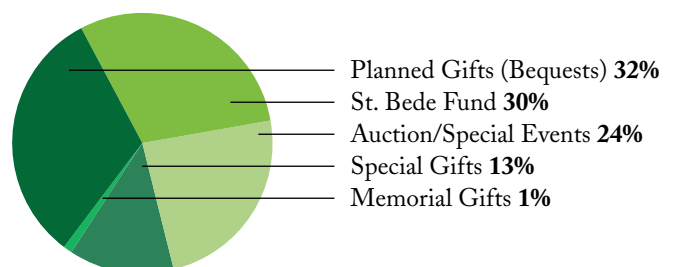 Planned Gifts (Bequests) 32%
St. Bede Fund 30%
Auction/Special Events 24%
Special Gifts 13%
Memorial Gifts 1%